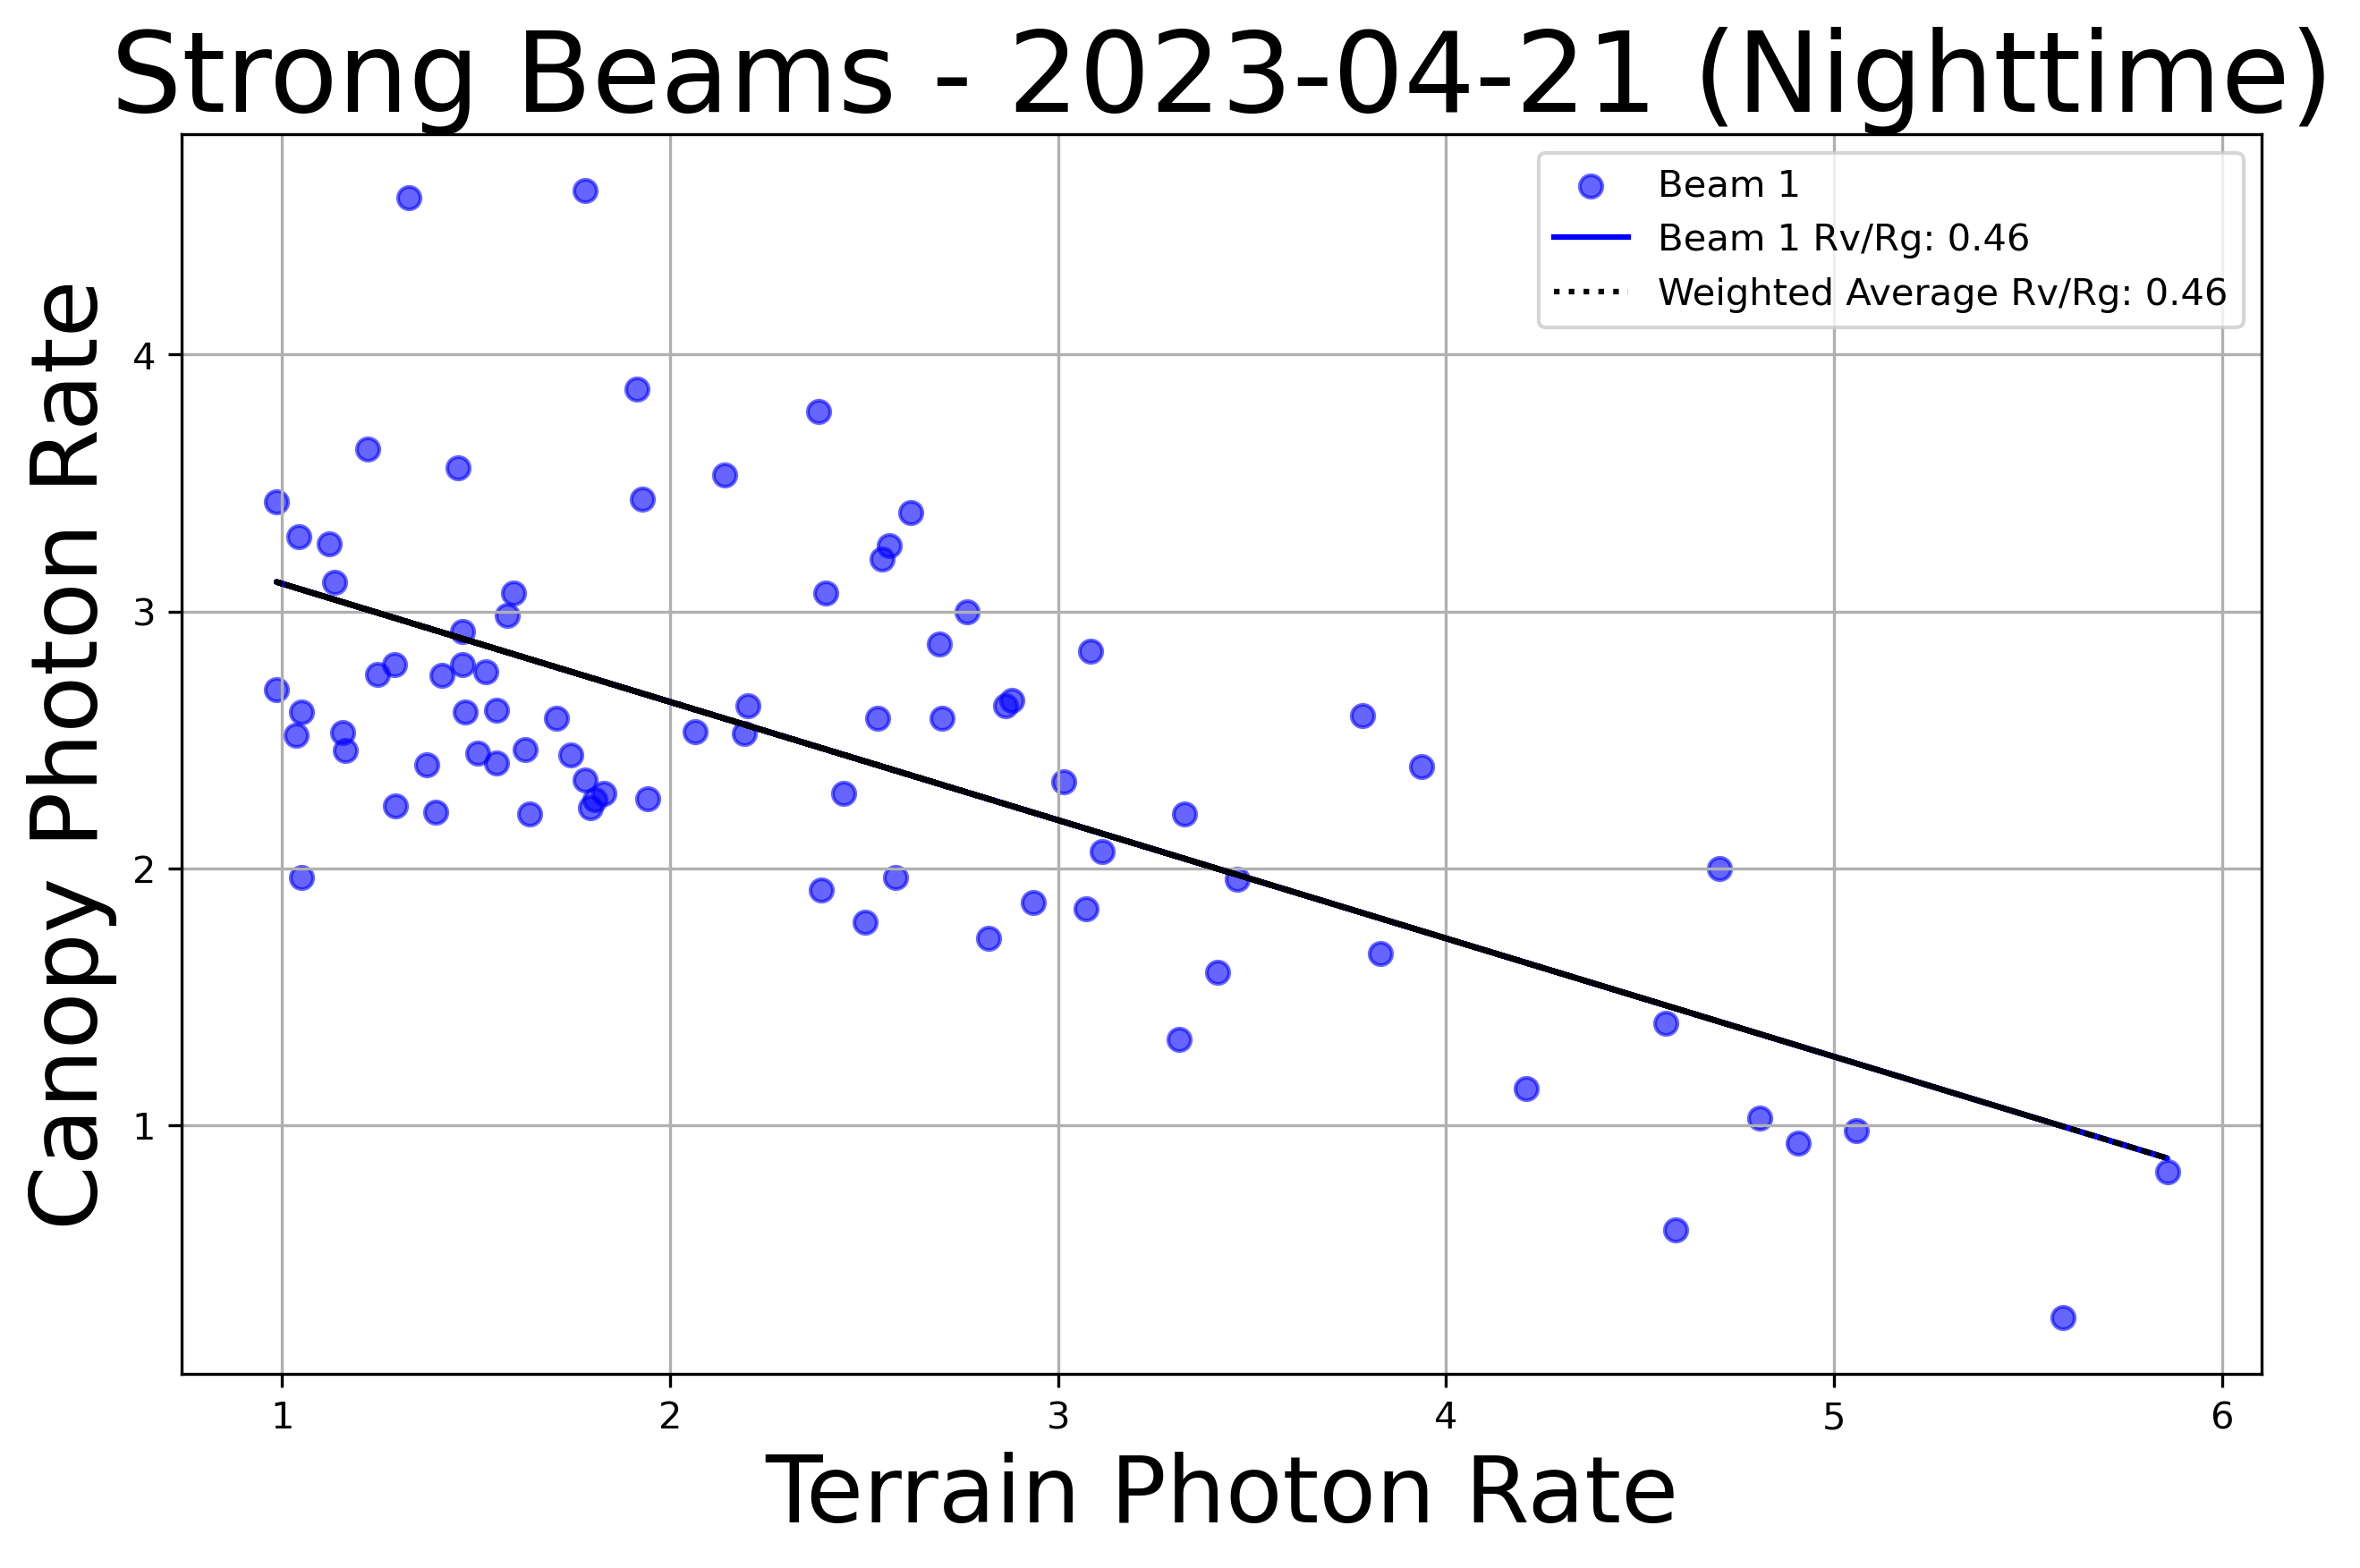 Strong Beams - 2023-04-21 (Nighttime)
Beam 1
Beam 1 Rv/Rg: 0.46
Weighted Average Rv/Rg: 0.46
Canopy Photon Rate
4
3
2
1
1 2 3 4 5 6
Terrain Photon Rate